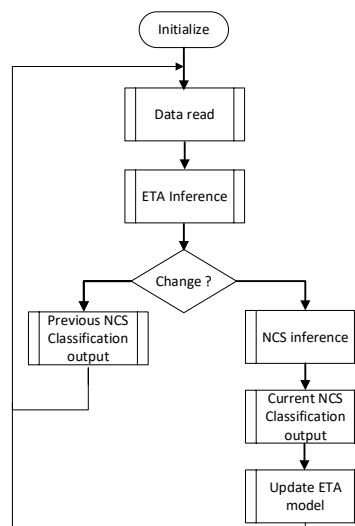 Initialize
Data read
ETA Inference
Change ?
Previous NCS
Classification
output
NCS inference
Current NCS
Classification
output
Update ETA
model